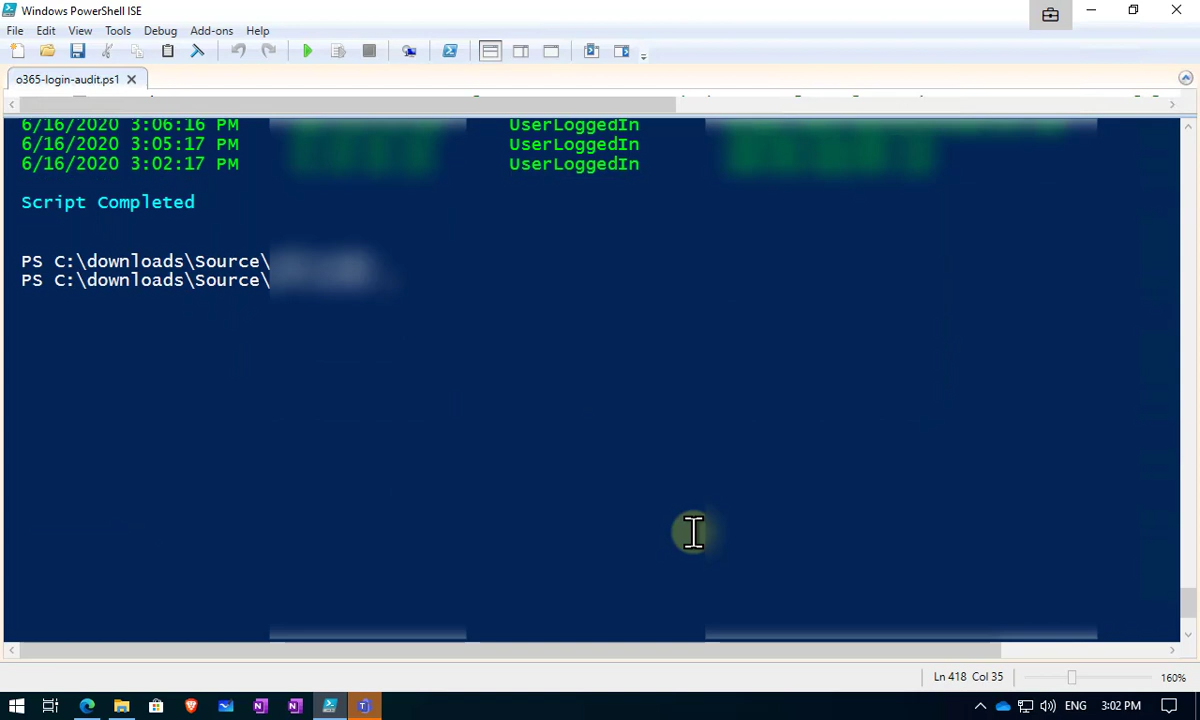 Windows PowerShell ISE
File Edit View Tools Debug Add-ons Help
o365-login-audit.ps1
6/16/2020 3:06:16 PM UserLoggedIn
6/16/2020 3:05:17 PM UserLoggedIn
6/16/2020 3:02:17 PM UserLoggedIn
Script Completed
PS C:\downloads\Source\
PS C:\downloads\Source\
Ln 418 Col 35 160%
ENG 3:02 PM